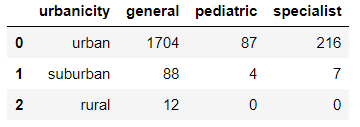 urbanicity general pediatric specialist
0 urban 1704 87 216
1 suburban 88 4 7
2 rural 12 0 0